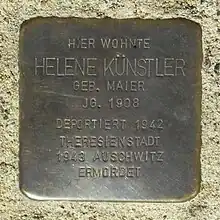 HIER WOHNTE
HELENE KÜNSTLER
GEB. MAIER
JG. 1908
DEPORTIERT 1942
THERESIENSTADT
1943 AUSCHWITZ
ERMORDET